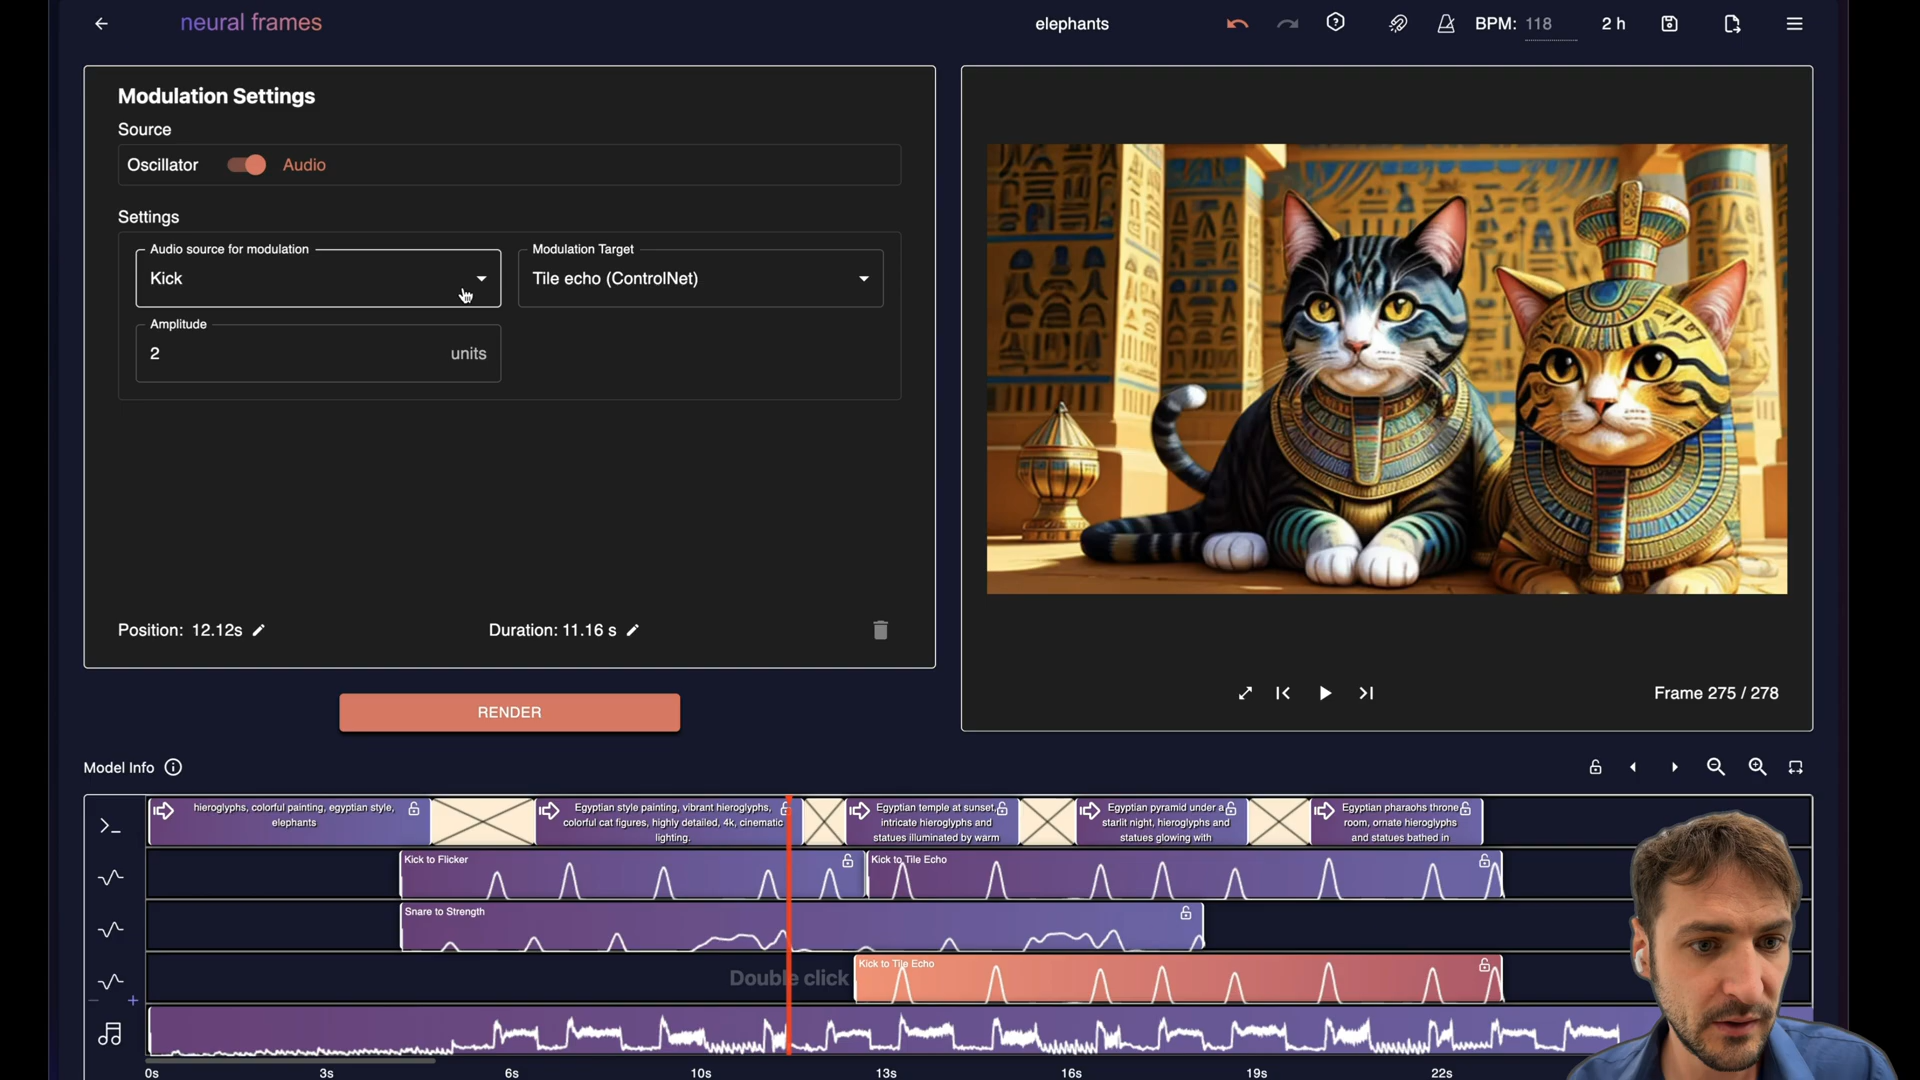 neural frames
elephants
BPM: 118
2 h
Modulation Settings
Source
Oscillator
Audio
Settings
Audio source for modulation
Kick
Modulation Target
Tile echo (ControlNet)
Amplitude
2
units
Position: 12.12s
Duration: 11.16 s
RENDER
Frame 275 / 278
Model Info
hieroglyphs, colorful painting, egyptian style,
elephants
Egyptian style painting, vibrant hieroglyphs,
colorful cat figures, highly detailed, 4k, cinematic
lighting.
Egyptian temple at sunset,
intricate hieroglyphs and
statues illuminated by warm
Egyptian pyramid under a
starlit night, hieroglyphs and
statues glowing with
Egyptian pharaohs throne
room, ornate hieroglyphs
and statues bathed in
Kick to Flicker
Kick to Tile Echo
Snare to Strength
Double click
Kick to Tile Echo
0s
3s
6s
10s
13s
16s
19s
22s